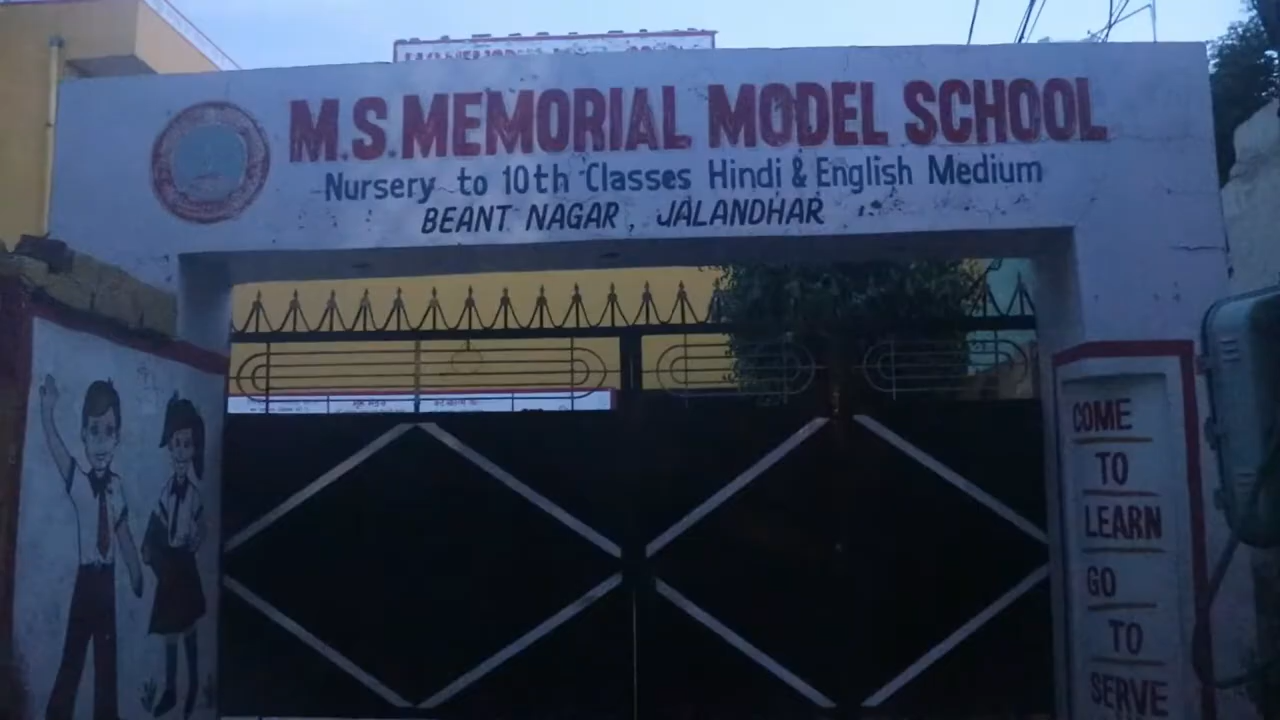 M.S. MEMORIAL MODEL SCHOOL
Nursery to 10th Classes Hindi & English Medium
BEANT NAGAR, JALANDHAR
COME
TO
LEARN
GO
TO
SERVE